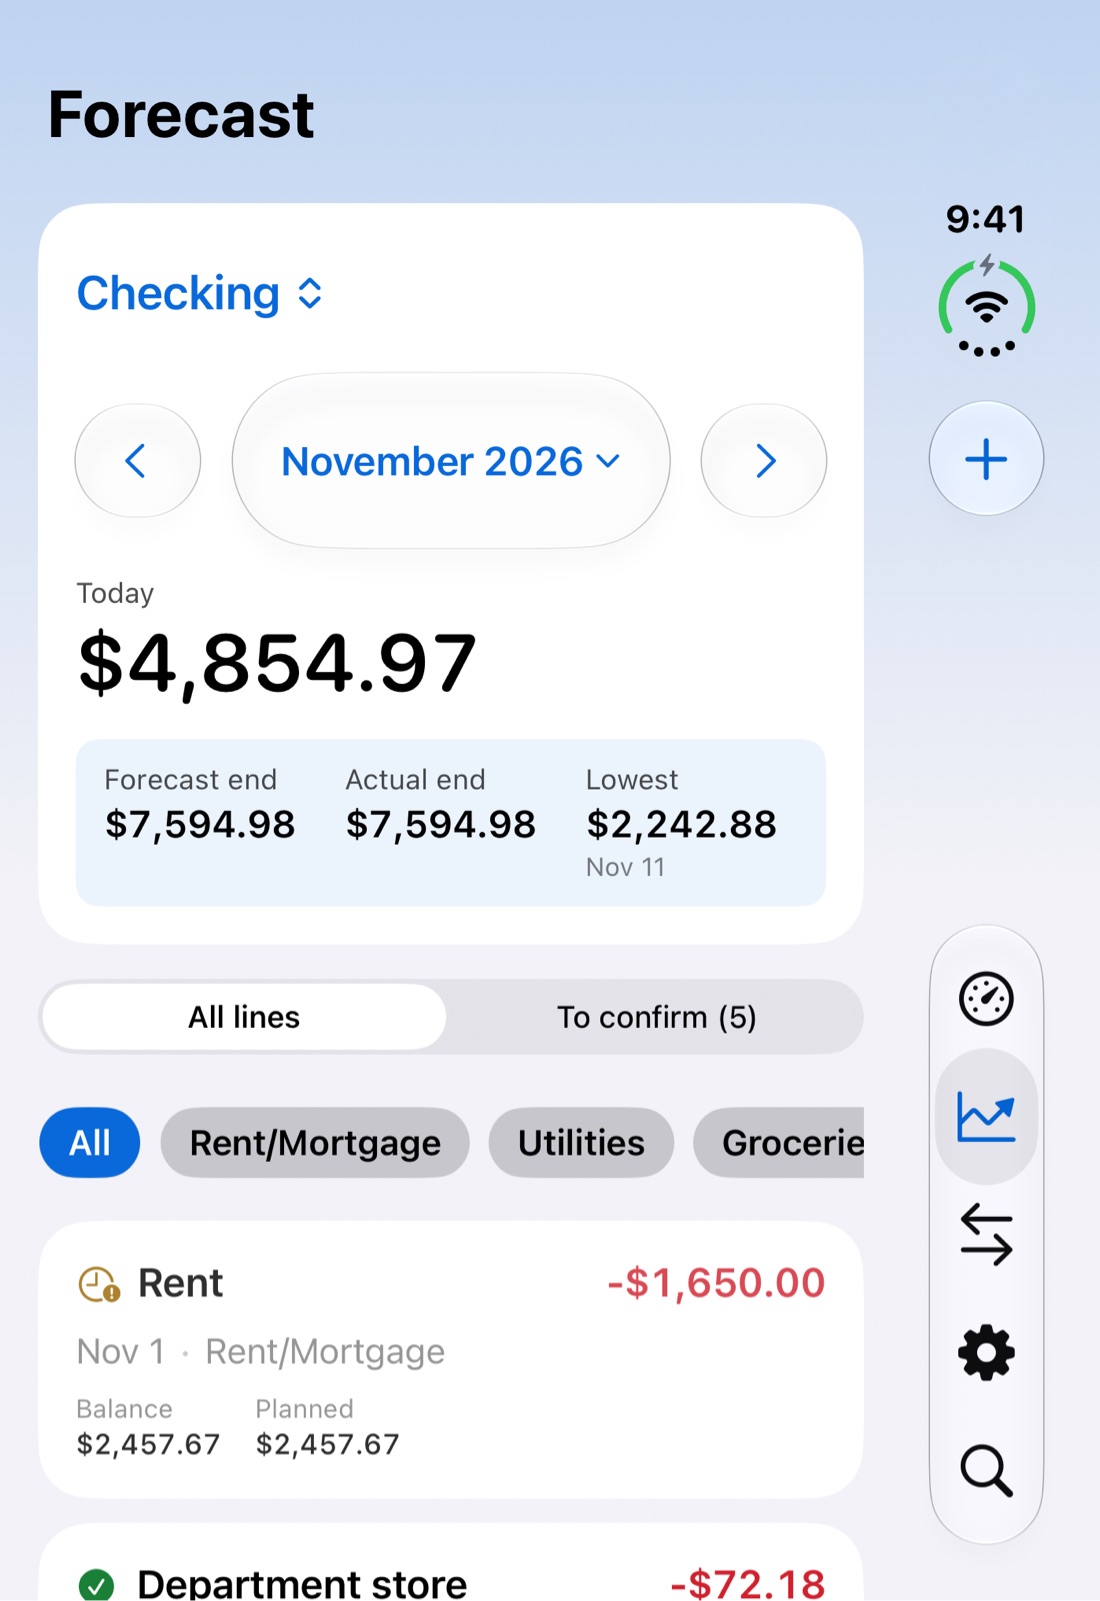 Forecast
9:41
Checking
November 2026
Today
$4,854.97
Forecast end Actual end Lowest
$7,594.98 $7,594.98 $2,242.88
Nov 11
All lines To confirm (5)
All Rent/Mortgage Utilities Grocerie
Rent -$1,650.00
Nov 1 · Rent/Mortgage
Balance Planned
$2,457.67 $2,457.67
Department store -$72.18